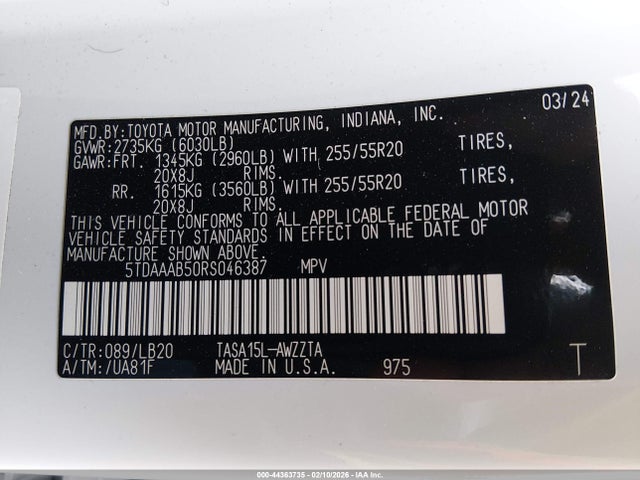 03/24
MFD.BY:TOYOTA MOTOR MANUFACTURING, INDIANA, INC.
GVWR:2735KG (6030LB)
GAWR:FRT. 1345KG (2960LB) WITH 255/55R20 TIRES,
20X8J RIMS.
RR. 1615KG (3560LB) WITH 255/55R20 TIRES,
20X8J RIMS.
THIS VEHICLE CONFORMS TO ALL APPLICABLE FEDERAL MOTOR
VEHICLE SAFETY STANDARDS IN EFFECT ON THE DATE OF
MANUFACTURE SHOWN ABOVE.
5TDAAAB50RS046387 MPV
C/TR:089/LB20 TASA15L-AWZZTA
A/TM:/UA81F MADE IN U.S.A. 975 T
000-44363735 - 02/10/2026 - IAA Inc.